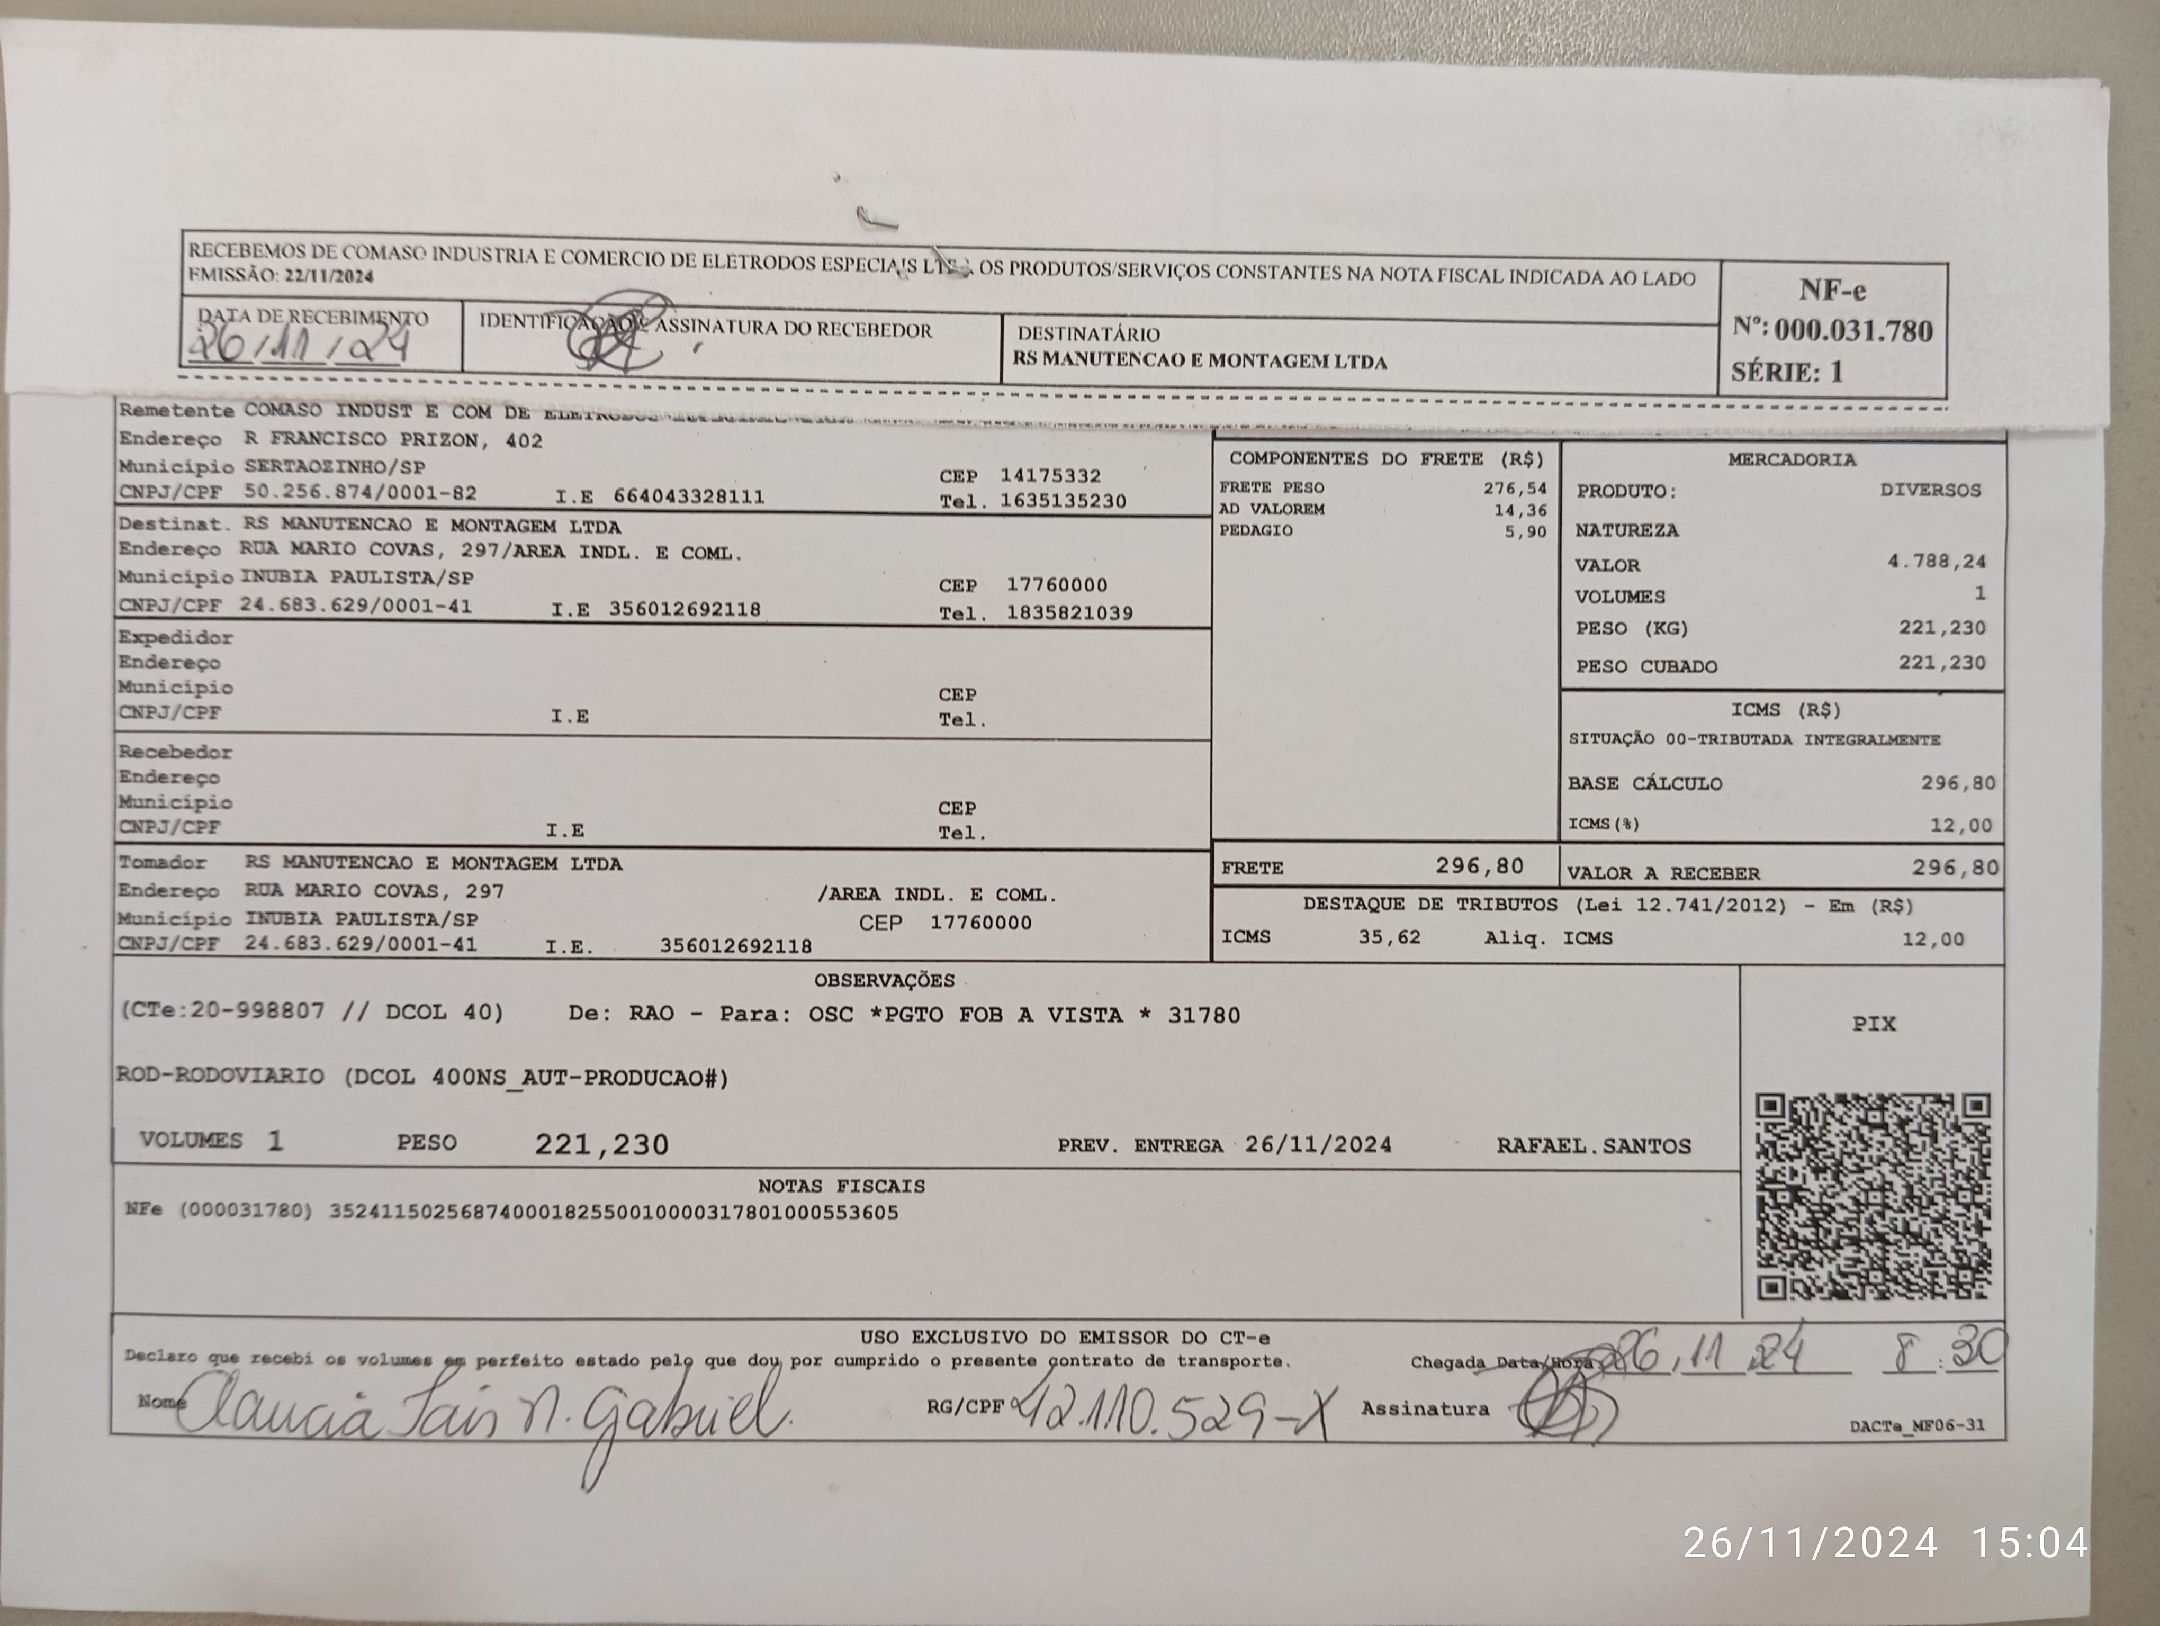 RECEBEMOS DE COMASO INDUSTRIA E COMERCIO DE ELETRODOS ESPECIAIS OS PRODUTOS/SERVIÇOS CONSTANTES NA NOTA FISCAL INDICADA AO LADO
EMISSÃO: 22/11/2024
NF-e
Nº: 000.031.780
SÉRIE: 1
DATA DE RECEBIMENTO
26/11/24
IDENTIFICAÇÃO E ASSINATURA DO RECEBEDOR
DESTINATÁRIO
RS MANUTENCAO E MONTAGEM LTDA
Remetente COMASO INDUST E COM DE
Endereço R FRANCISCO PRIZON, 402
Município SERTAOZINHO/SP CEP 14175332
CNPJ/CPF 50.256.874/0001-82 I.E 664043328111 Tel. 1635135230
Destinat. RS MANUTENCAO E MONTAGEM LTDA
Endereço RUA MARIO COVAS, 297/AREA INDL. E COML.
Município INUBIA PAULISTA/SP CEP 17760000
CNPJ/CPF 24.683.629/0001-41 I.E 356012692118 Tel. 1835821039
Expedidor
Endereço
Município CEP
CNPJ/CPF I.E Tel.
Recebedor
Endereço
Município CEP
CNPJ/CPF I.E Tel.
Tomador RS MANUTENCAO E MONTAGEM LTDA
Endereço RUA MARIO COVAS, 297 /AREA INDL. E COML.
Município INUBIA PAULISTA/SP CEP 17760000
CNPJ/CPF 24.683.629/0001-41 I.E. 356012692118
COMPONENTES DO FRETE (R$)
FRETE PESO 276,54
AD VALOREM 14,36
PEDAGIO 5,90
MERCADORIA
PRODUTO: DIVERSOS
NATUREZA
VALOR 4.788,24
VOLUMES 1
PESO (KG) 221,230
PESO CUBADO 221,230
ICMS (R$)
SITUAÇÃO 00-TRIBUTADA INTEGRALMENTE
BASE CÁLCULO 296,80
ICMS(%) 12,00
FRETE 296,80 VALOR A RECEBER 296,80
DESTAQUE DE TRIBUTOS (Lei 12.741/2012) - Em (R$)
ICMS 35,62 Aliq. ICMS 12,00
OBSERVAÇÕES
(CTe:20-998807 // DCOL 40) De: RAO - Para: OSC *PGTO FOB A VISTA * 31780
ROD-RODOVIARIO (DCOL 400NS_AUT-PRODUCAO#)
VOLUMES 1 PESO 221,230 PREV. ENTREGA 26/11/2024 RAFAEL.SANTOS
PIX
NOTAS FISCAIS
NFe (000031780) 35241150256874000182550010000317801000553605
USO EXCLUSIVO DO EMISSOR DO CT-e
Declaro que recebi os volumes em perfeito estado pelo que dou por cumprido o presente contrato de transporte. Chegada Data/Hora 26/11/24 8:30
Nome N. Gabriel. RG/CPF 42.110.529-X Assinatura
DACTe_MF06-31
26/11/2024 15:04